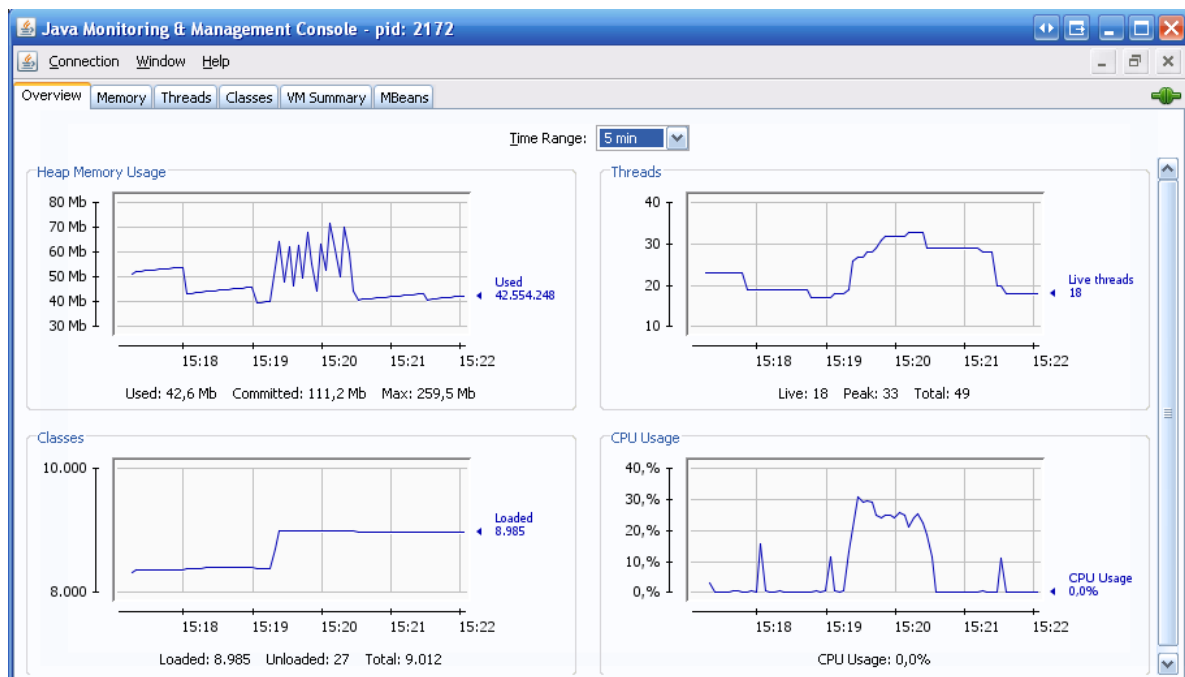 Java Monitoring & Management Console - pid: 2172
Connection Window Help
Overview Memory Threads Classes VM Summary MBeans
Time Range: 5 min
Heap Memory Usage
80 Mb
70 Mb
60 Mb
50 Mb
40 Mb
30 Mb
Used
42.554.248
15:18 15:19 15:20 15:21 15:22
Used: 42,6 Mb Committed: 111,2 Mb Max: 259,5 Mb
Threads
40
30
20
10
Live threads
18
15:18 15:19 15:20 15:21 15:22
Live: 18 Peak: 33 Total: 49
Classes
10.000
8.000
Loaded
8.985
15:18 15:19 15:20 15:21 15:22
Loaded: 8.985 Unloaded: 27 Total: 9.012
CPU Usage
40,%
30,%
20,%
10,%
0,%
CPU Usage
0,0%
15:18 15:19 15:20 15:21 15:22
CPU Usage: 0,0%